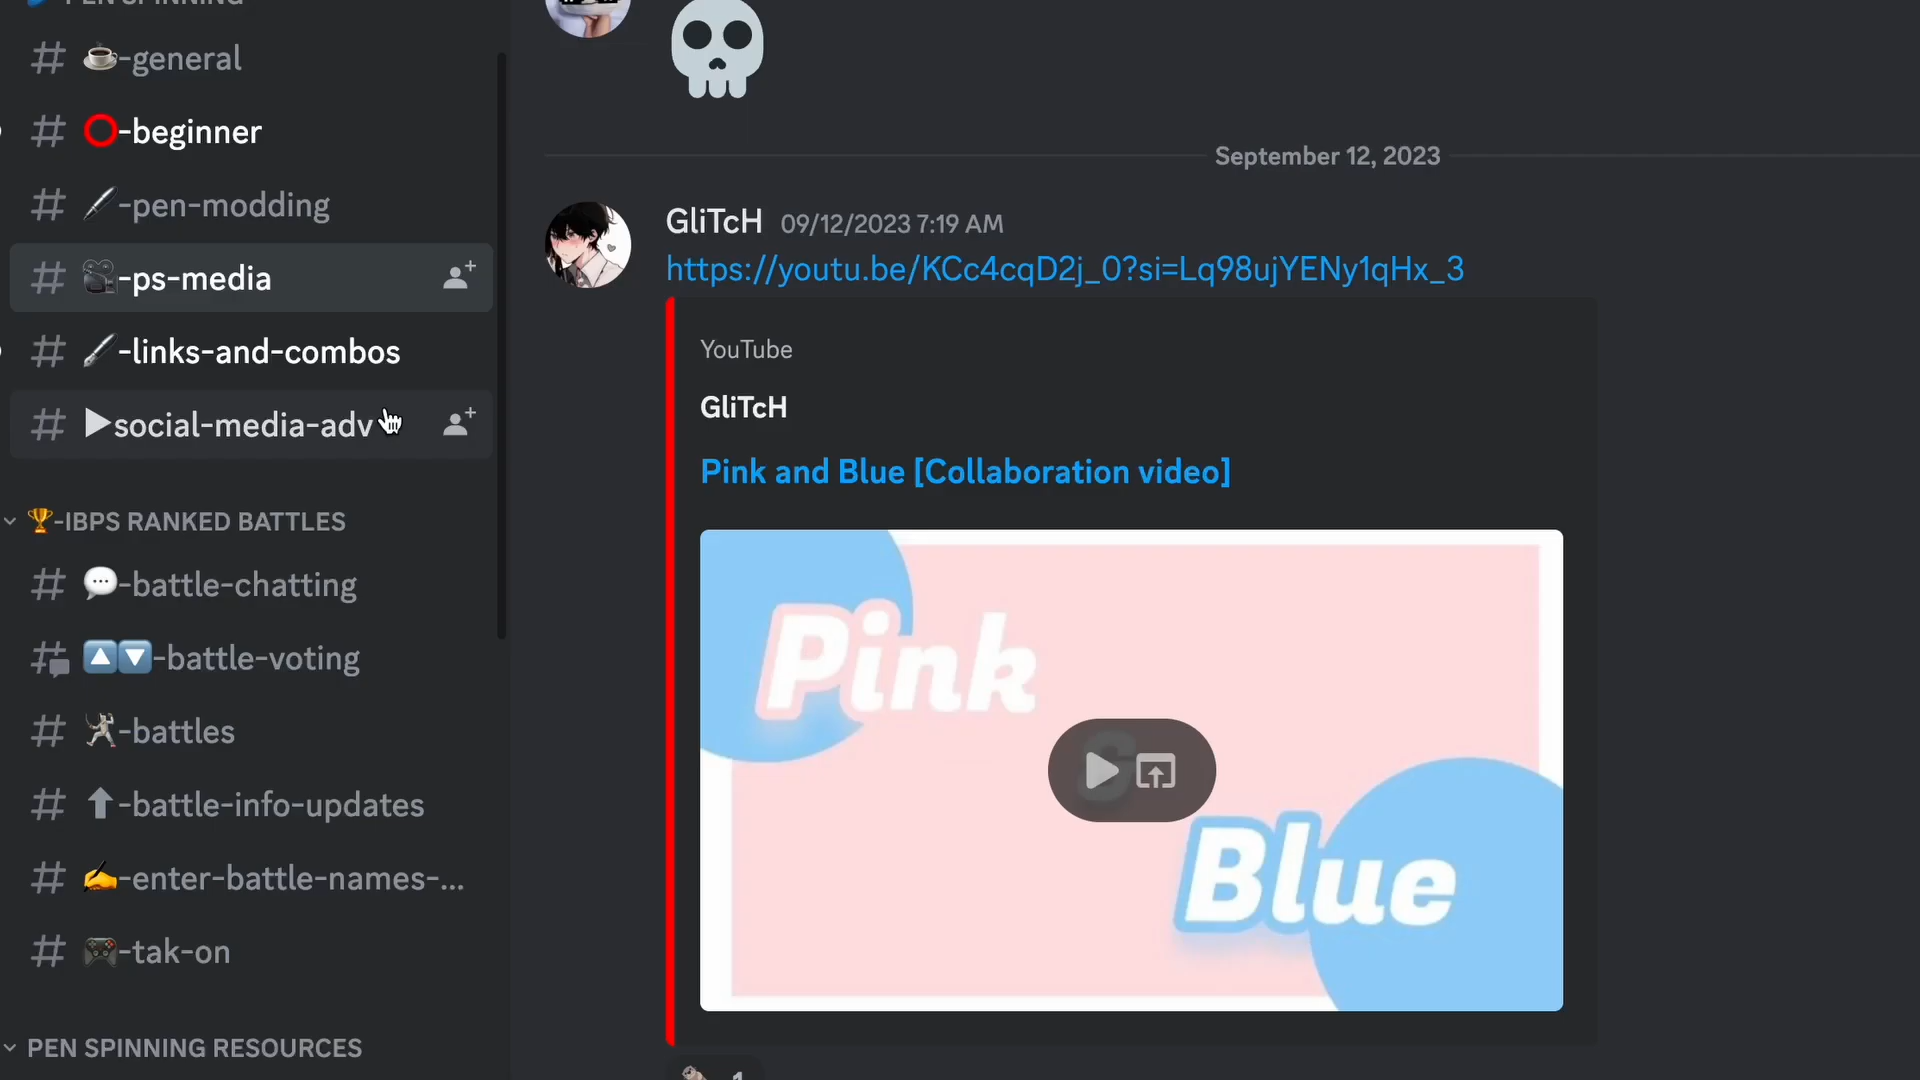 PEN SPINNING
# ☕-general
# ⭕-beginner
# 🖊️-pen-modding
# 🎥-ps-media
# 🖋️-links-and-combos
# ▶social-media-adv
🏆-IBPS RANKED BATTLES
# 💬-battle-chatting
# 🔼🔽-battle-voting
# 🤺-battles
# ⬆-battle-info-updates
# ✍-enter-battle-names-...
# 🎮-tak-on
PEN SPINNING RESOURCES
September 12, 2023
GliTcH 09/12/2023 7:19 AM
https://youtu.be/KCc4cqD2j_0?si=Lq98ujYENy1qHx_3
YouTube
GliTcH
Pink and Blue [Collaboration video]
Pink
Blue